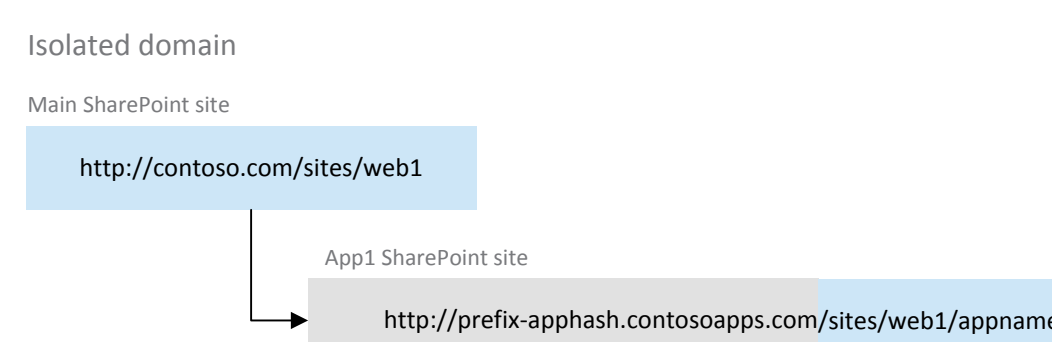 Isolated domain
Main SharePoint site
http://contoso.com/sites/web1
App1 SharePoint site
http://prefix-apphash.contosoapps.com/sites/web1/appname